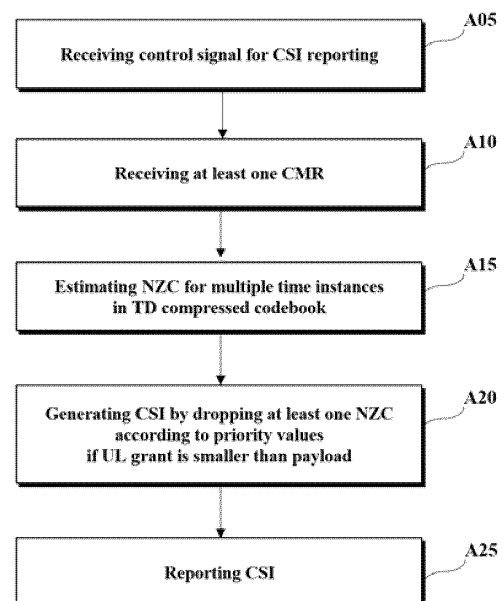 A05
Receiving control signal for CSI reporting
A10
Receiving at least one CMR
A15
Estimating NZC for multiple time instances
in TD compressed codebook
A20
Generating CSI by dropping at least one NZC
according to priority values
if UL grant is smaller than payload
A25
Reporting CSI